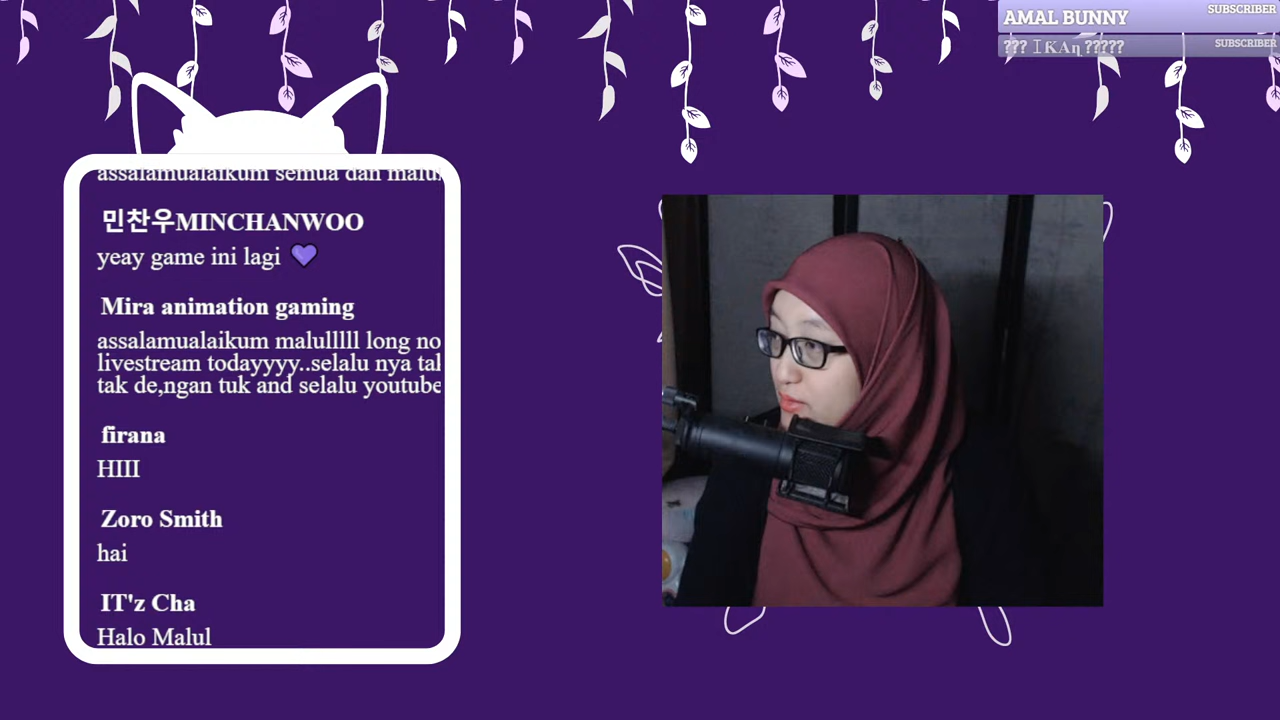 AMAL BUNNY SUBSCRIBER
??? IKAη ????? SUBSCRIBER
assalamualaikum semua dan
민찬우MINCHANWOO
yeay game ini lagi 💜
Mira animation gaming
assalamualaikum malulllll long no
livestream todayyyy..selalu nya
tak de,ngan tuk and selalu youtube
firana
HIII
Zoro Smith
hai
IT'z Cha
Halo Malul